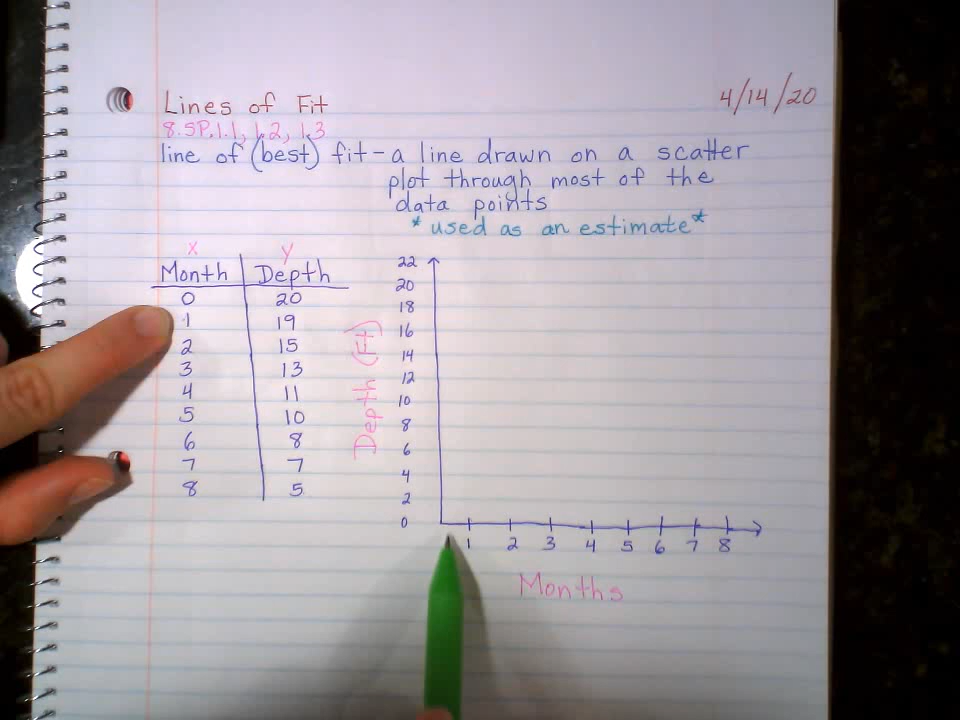 Lines of Fit
4/14/20
8.SP.1.1, 1.2, 1.3
line of (best) fit - a line drawn on a scatter
plot through most of the
data points
*used as an estimate*
x y
Month Depth
0 20
1 19
2 15
3 13
4 11
5 10
6 8
7 7
8 5
Depth (Ft)
22
20
18
16
14
12
10
8
6
4
2
0
1 2 3 4 5 6 7 8
Months